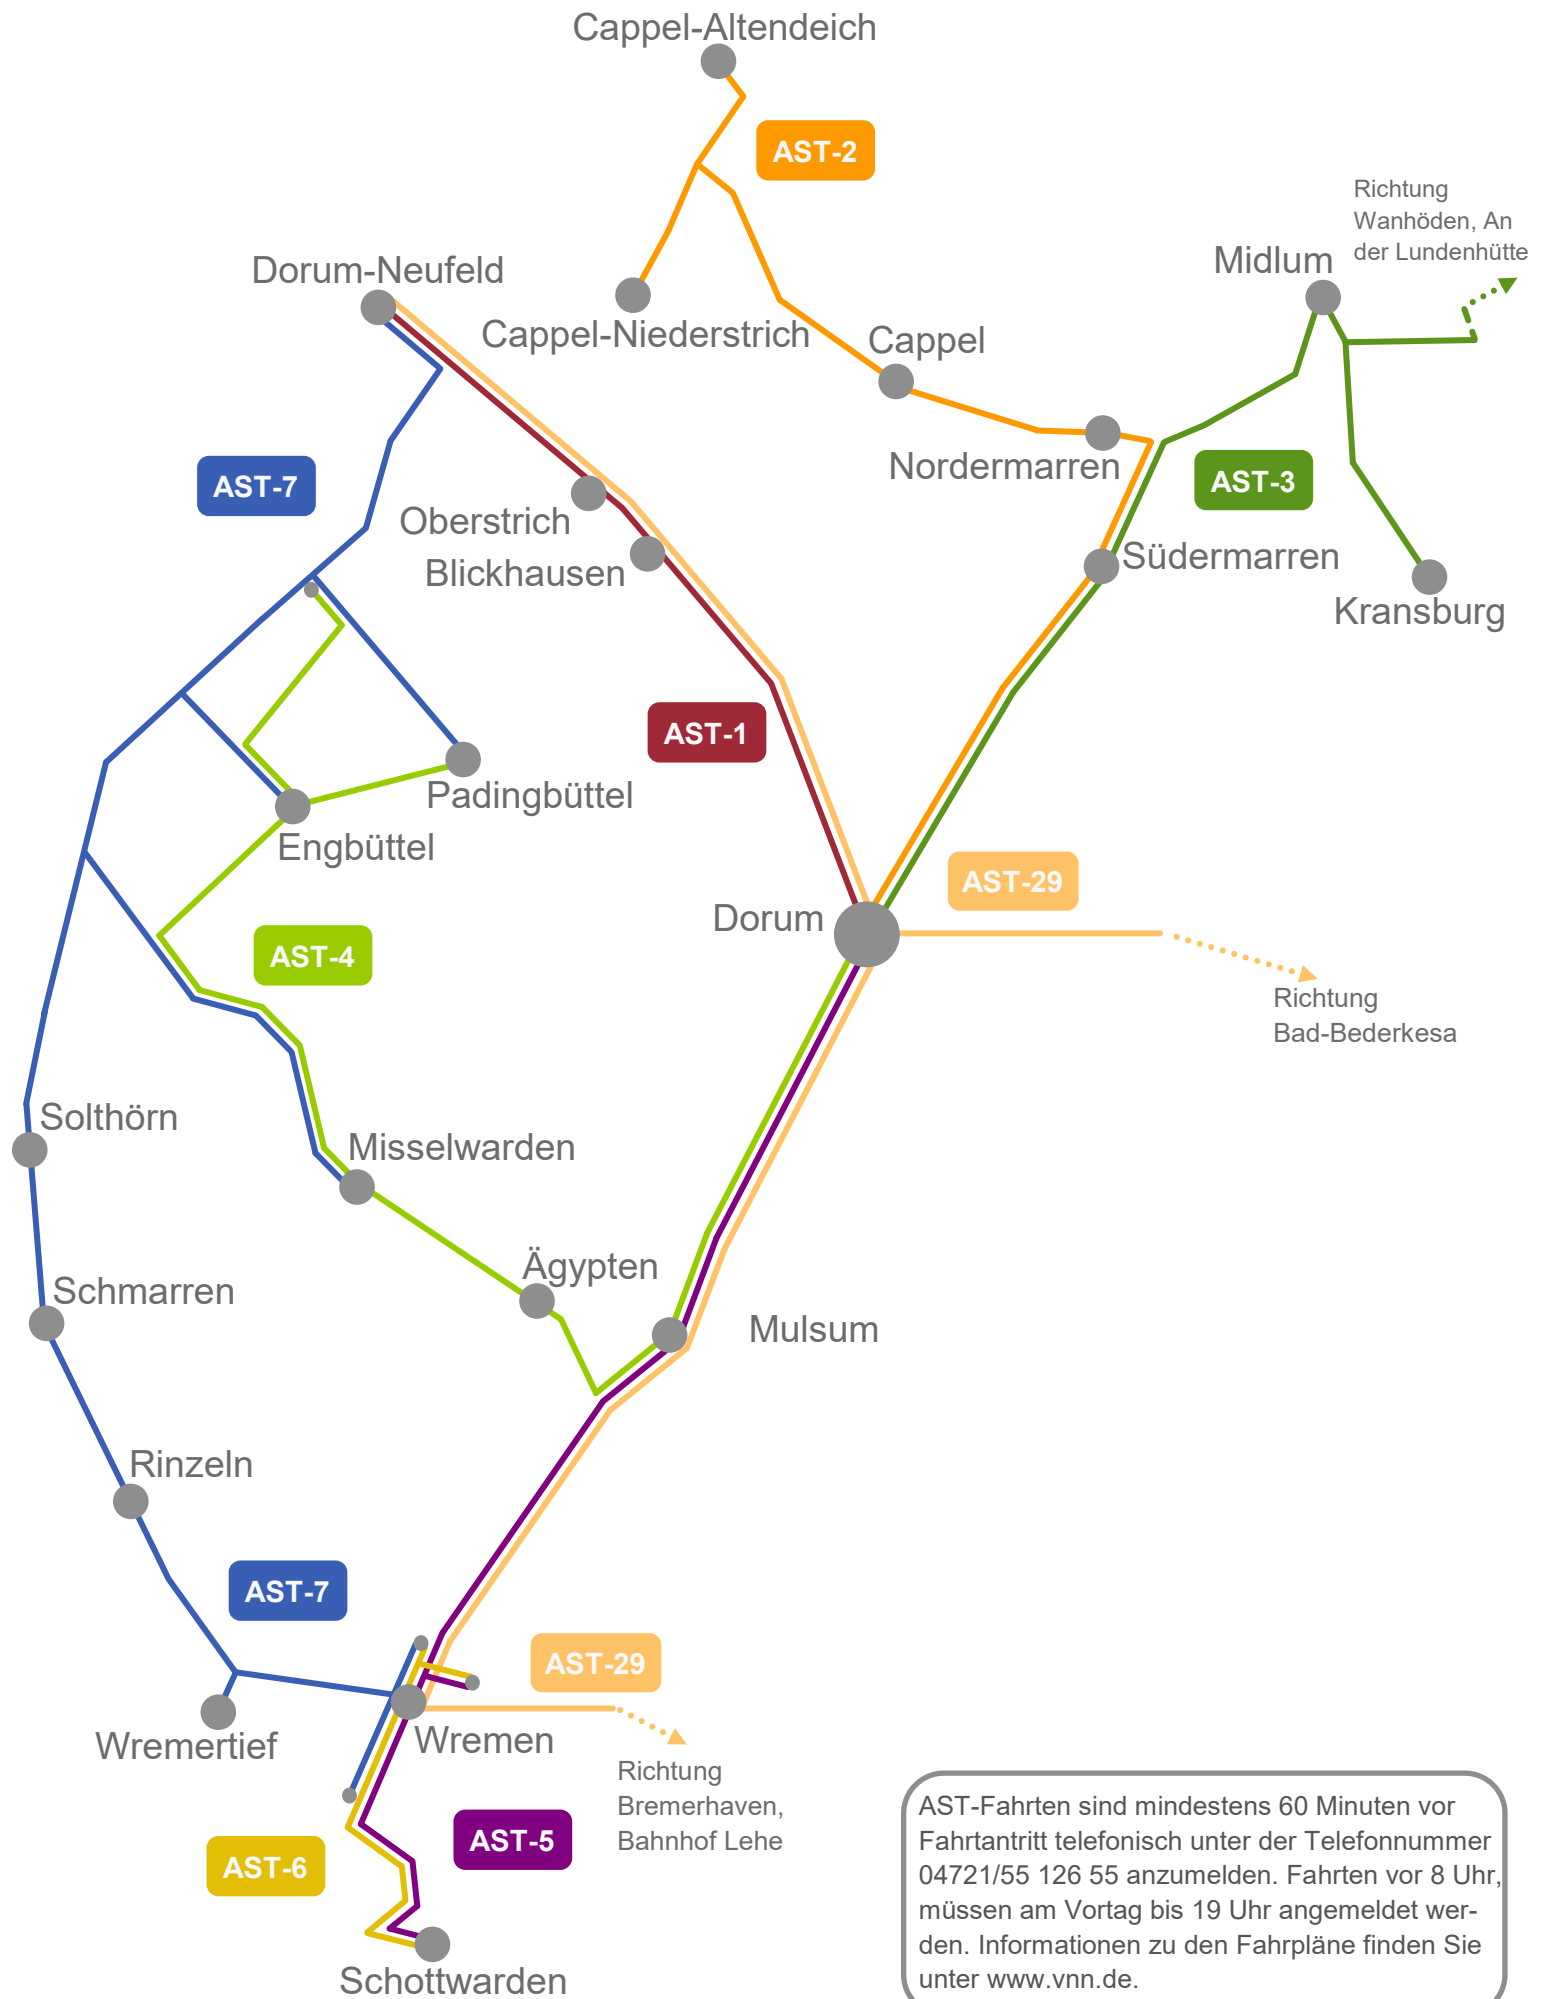 Cappel-Altendeich
AST-2
Richtung
Wanhöden, An
der Lundenhütte
Midlum
Dorum-Neufeld
Cappel-Niederstrich
Cappel
Nordermarren
AST-7
AST-3
Oberstrich
Blickhausen
Südermarren
Kransburg
AST-1
Padingbüttel
Engbüttel
AST-29
Dorum
AST-4
Richtung
Bad-Bederkesa
Solthörn
Misselwarden
Ägypten
Schmarren
Mulsum
Rinzeln
AST-7
AST-29
Wremertief
Wremen
Richtung
Bremerhaven,
Bahnhof Lehe
AST-5
AST-6
Schottwarden
AST-Fahrten sind mindestens 60 Minuten vor
Fahrtantritt telefonisch unter der Telefonnummer
04721/55 126 55 anzumelden. Fahrten vor 8 Uhr,
müssen am Vortag bis 19 Uhr angemeldet wer-
den. Informationen zu den Fahrpläne finden Sie
unter www.vnn.de.